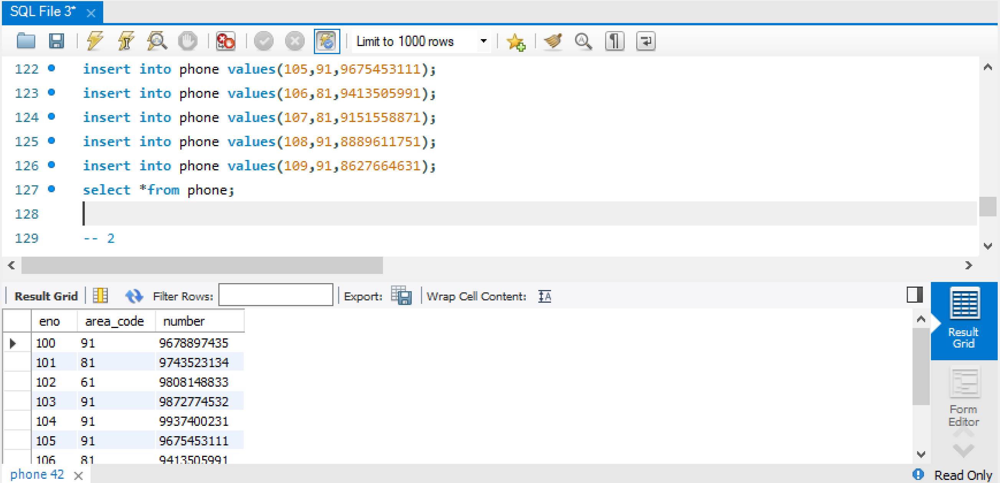 SQL File 3*
Limit to 1000 rows
122 insert into phone values(105,91,9675453111);
123 insert into phone values(106,81,9413505991);
124 insert into phone values(107,81,9151558871);
125 insert into phone values(108,91,8889611751);
126 insert into phone values(109,91,8627664631);
127 select *from phone;
128
129 -- 2
Result Grid Filter Rows: Export: Wrap Cell Content:
eno area_code number
100 91 9678897435
101 81 9743523134
102 61 9808148833
103 91 9872774532
104 91 9937400231
105 91 9675453111
106 81 9413505991
Result
Grid
Form
Editor
phone 42
Read Only